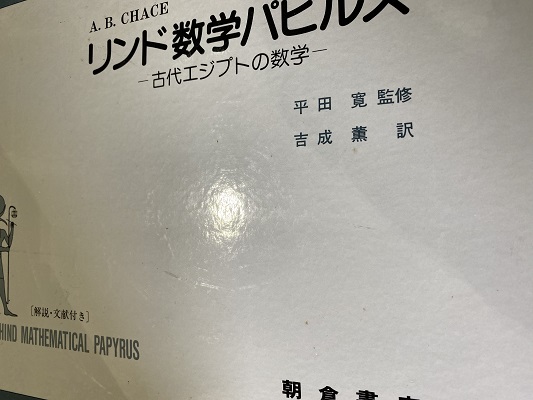 A. B. CHACE
リンド数学パピルス
—古代エジプトの数学—
平田 寛 監修
吉成 薫 訳
［解説・文献付き］
HIND MATHEMATICAL PAPYRUS
朝倉書店